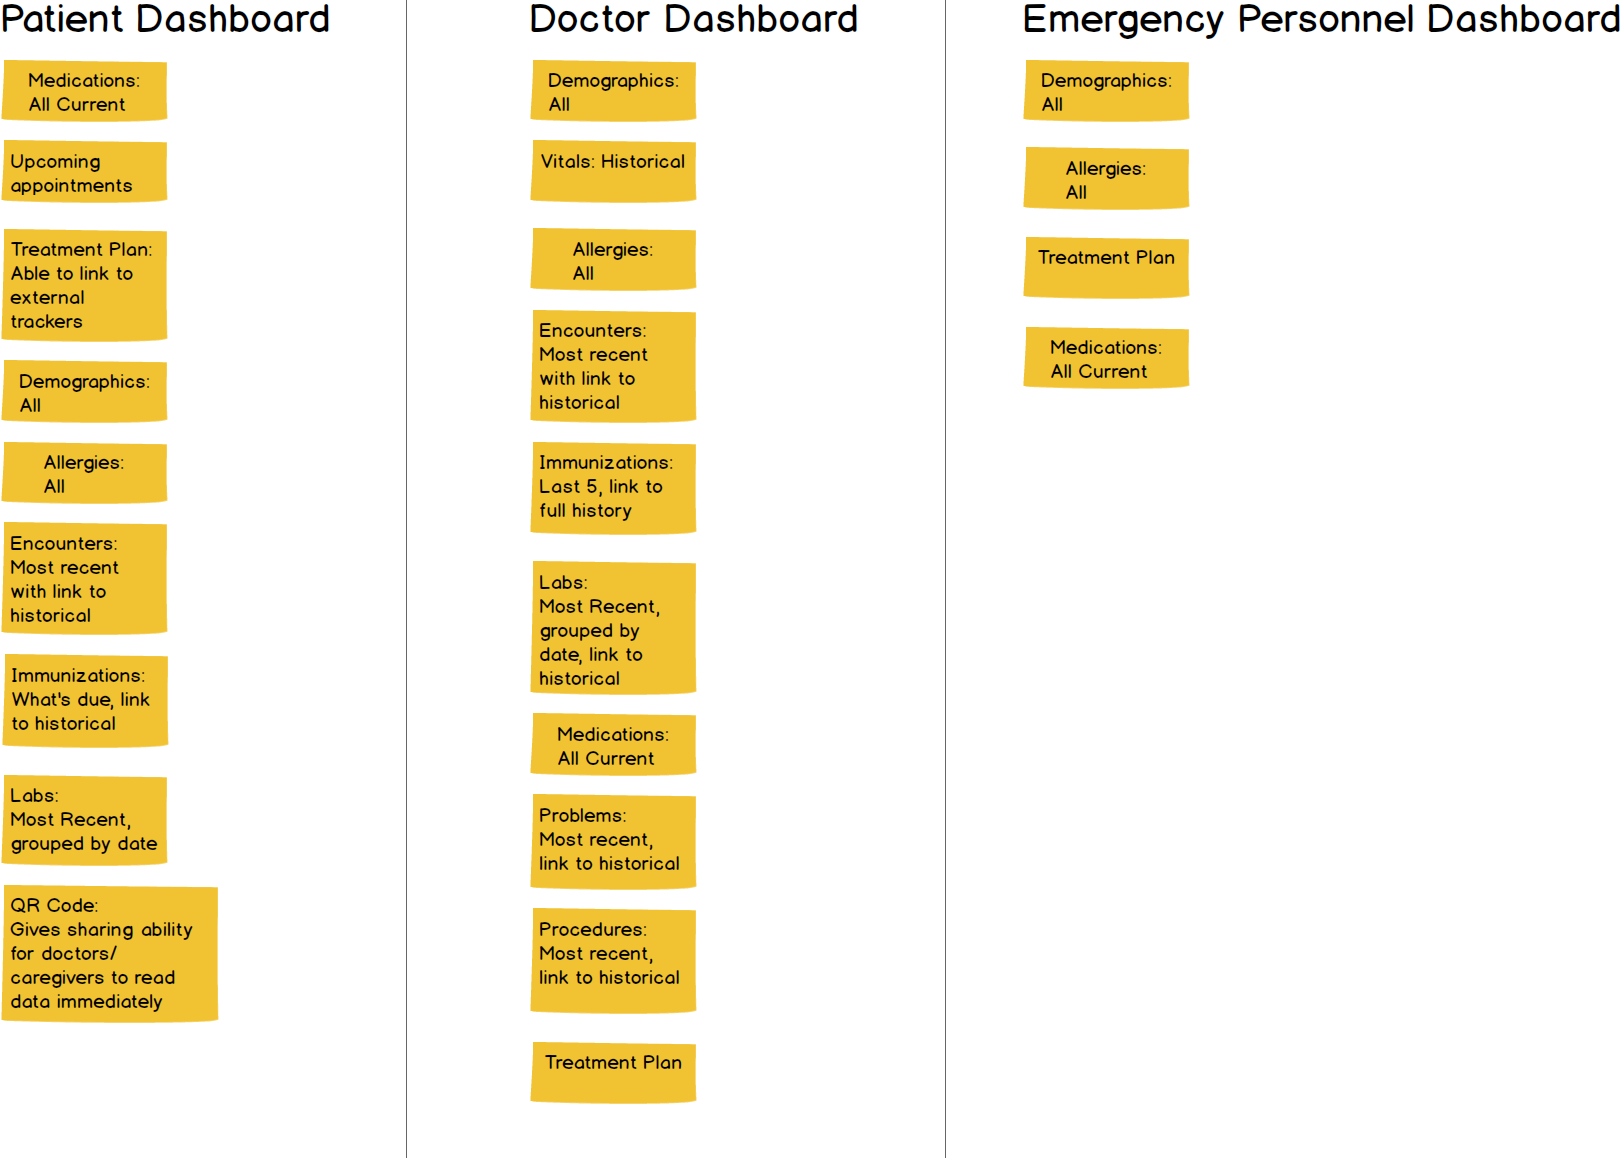 Patient Dashboard
Medications:
All Current
Upcoming
appointments
Treatment Plan:
Able to link to
external
trackers
Demographics:
All
Allergies:
All
Encounters:
Most recent
with link to
historical
Immunizations:
What's due, link
to historical
Labs:
Most Recent,
grouped by date
QR Code:
Gives sharing ability
for doctors/
caregivers to read
data immediately
Doctor Dashboard
Demographics:
All
Vitals: Historical
Allergies:
All
Encounters:
Most recent
with link to
historical
Immunizations:
Last 5, link to
full history
Labs:
Most Recent,
grouped by
date, link to
historical
Medications:
All Current
Problems:
Most recent,
link to historical
Procedures:
Most recent,
link to historical
Treatment Plan
Emergency Personnel Dashboard
Demographics:
All
Allergies:
All
Treatment Plan
Medications:
All Current